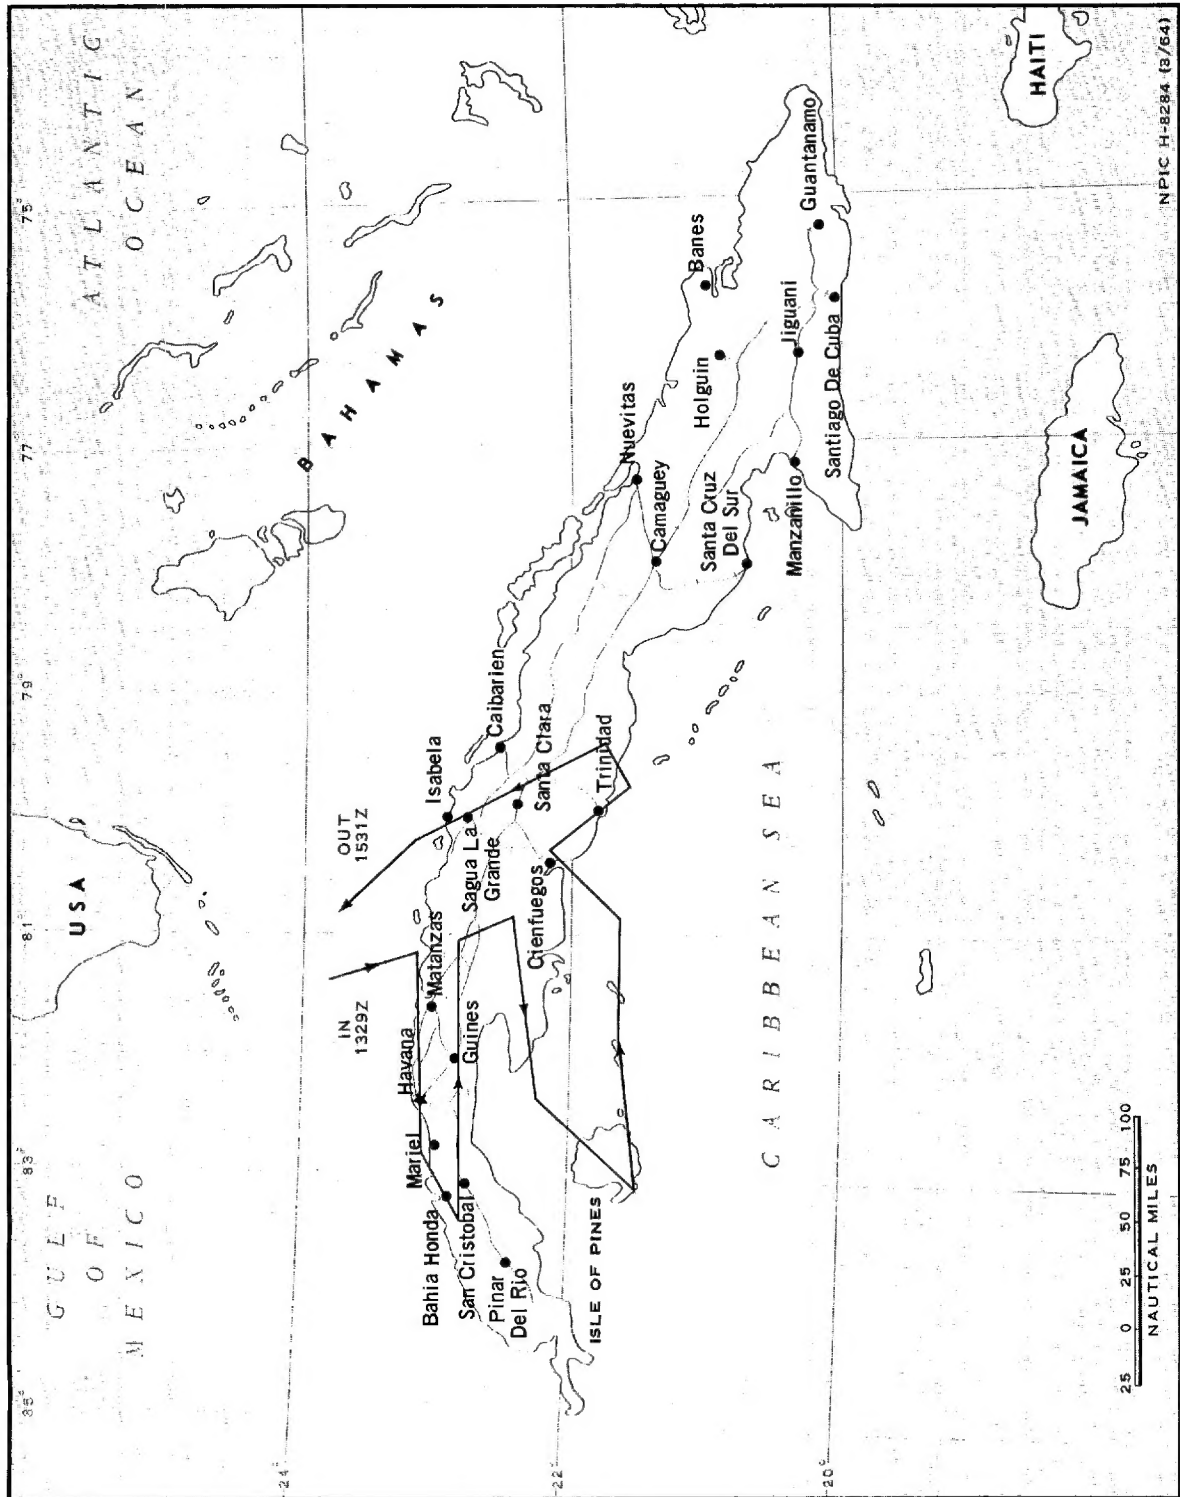 GULF
OF
MEXICO
USA
ATLANTIC
OCEAN
85°
83°
81°
79°
77
75°
24°
22°
20°
BAHAMAS
IN
1329Z
OUT
1531Z
Havana
Mariel
Matanzas
Guines
Bahia Honda
San Cristobal
Pinar
Del Rio
ISLE OF PINES
Isabela
Sagua La
Grande
Caibarien
Santa Clara
Cienfuegos
Trinidad
Nuevitas
Camaguey
Santa Cruz
Del Sur
Holguin
Banes
Manzanillo
Jiguani
Santiago De Cuba
Guantanamo
CARIBBEAN SEA
JAMAICA
HAITI
25 0 25 50 75 100
NAUTICAL MILES
NPIC H-8284 (3/64)